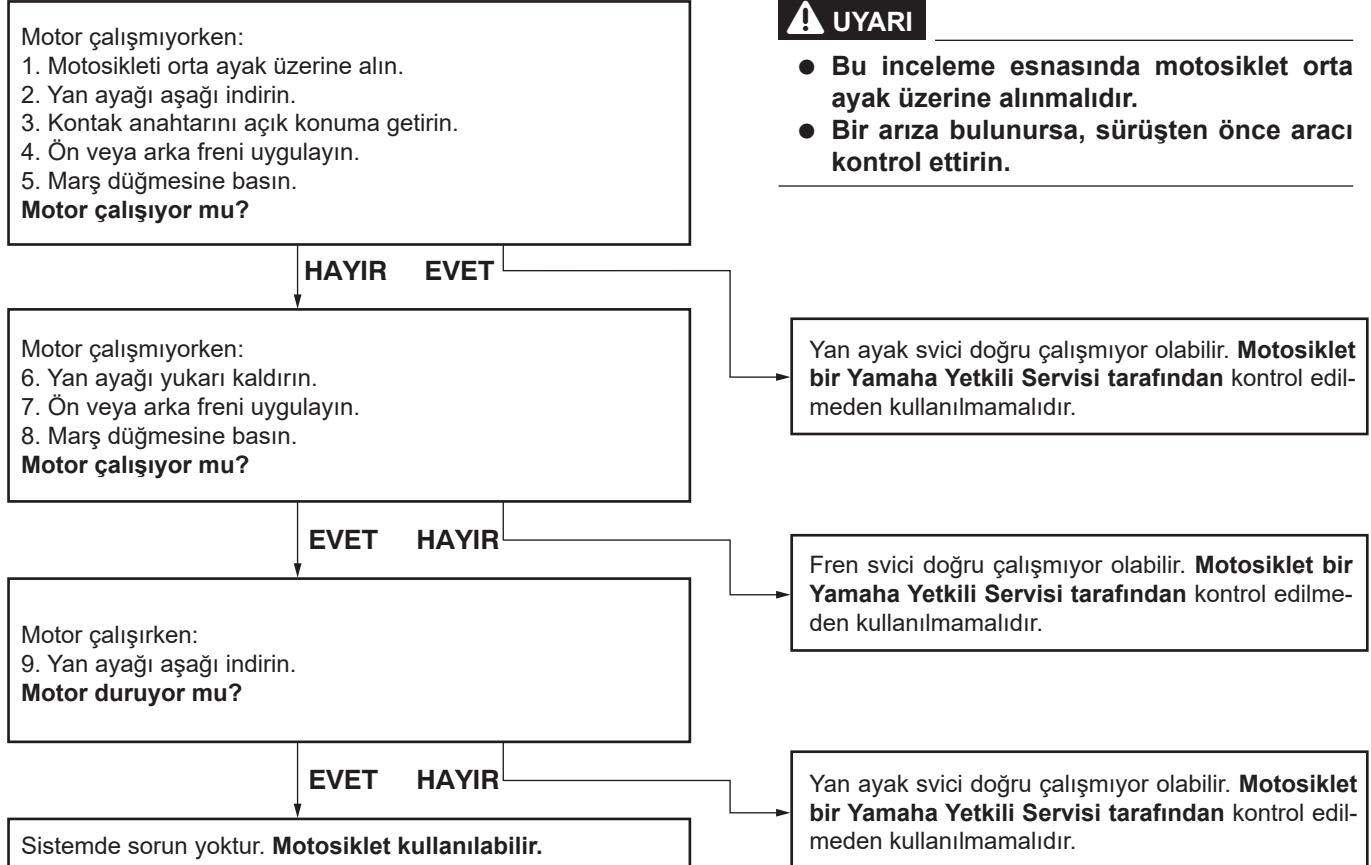 Motor çalışmıyorken:
1. Motosikleti orta ayak üzerine alın.
2. Yan ayağı aşağı indirin.
3. Kontak anahtarını açık konuma getirin.
4. Ön veya arka freni uygulayın.
5. Marş düğmesine basın.
Motor çalışıyor mu?
UYARI
● Bu inceleme esnasında motosiklet orta
ayak üzerine alınmalıdır.
● Bir arıza bulunursa, sürüşten önce aracı
kontrol ettirin.
HAYIR EVET
Motor çalışmıyorken:
6. Yan ayağı yukarı kaldırın.
7. Ön veya arka freni uygulayın.
8. Marş düğmesine basın.
Motor çalışıyor mu?
Yan ayak svici doğru çalışmıyor olabilir. Motosiklet
bir Yamaha Yetkili Servisi tarafından kontrol edil-
meden kullanılmamalıdır.
EVET HAYIR
Motor çalışırken:
9. Yan ayağı aşağı indirin.
Motor duruyor mu?
Fren svici doğru çalışmıyor olabilir. Motosiklet bir
Yamaha Yetkili Servisi tarafından kontrol edilme-
den kullanılmamalıdır.
EVET HAYIR
Sistemde sorun yoktur. Motosiklet kullanılabilir.
Yan ayak svici doğru çalışmıyor olabilir. Motosiklet
bir Yamaha Yetkili Servisi tarafından kontrol edil-
meden kullanılmamalıdır.